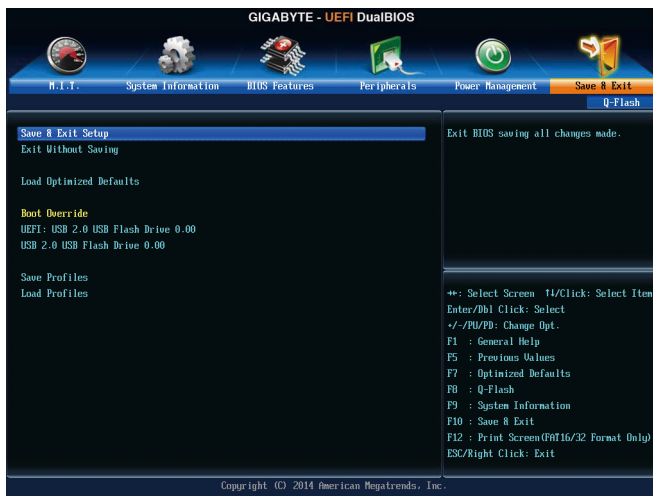 GIGABYTE - UEFI DualBIOS
M.I.T.
System Information
BIOS Features
Peripherals
Power Management
Save & Exit
Q-Flash
Save & Exit Setup
Exit Without Saving
Load Optimized Defaults
Boot Override
UEFI: USB 2.0 USB Flash Drive 0.00
USB 2.0 USB Flash Drive 0.00
Save Profiles
Load Profiles
Exit BIOS saving all changes made.
→←: Select Screen ↑↓/Click: Select Item
Enter/Dbl Click: Select
+/-/PU/PD: Change Opt.
F1 : General Help
F5 : Previous Values
F7 : Optimized Defaults
F8 : Q-Flash
F9 : System Information
F10 : Save & Exit
F12 : Print Screen(FAT16/32 Format Only)
ESC/Right Click: Exit
Copyright (C) 2014 American Megatrends, Inc.